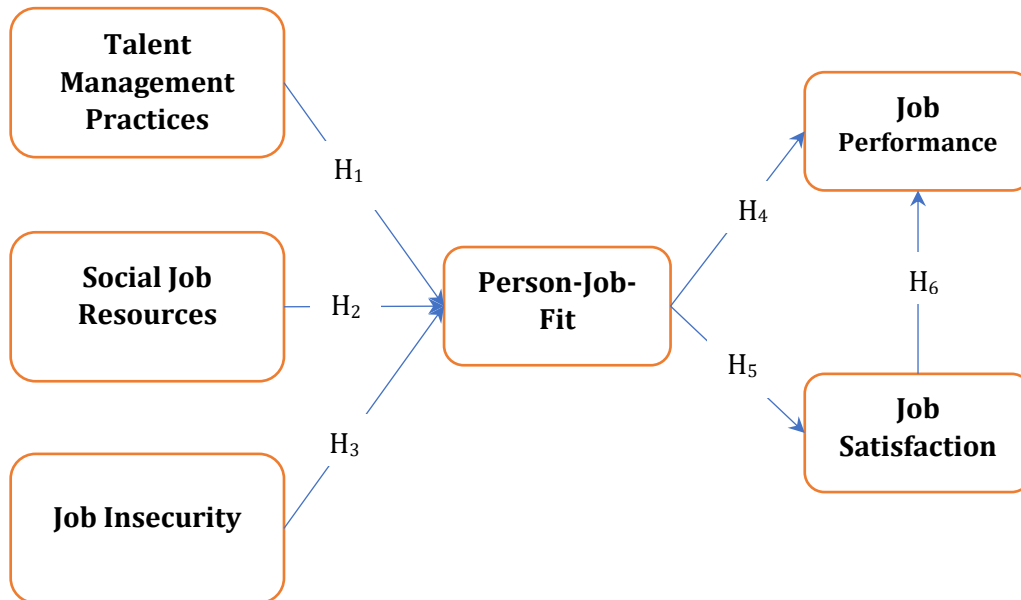 Talent
Management
Practices
H₁
Social Job
Resources
H₂
Job Insecurity
H₃
Person-Job-
Fit
H₄
H₅
Job
Performance
H₆
Job
Satisfaction